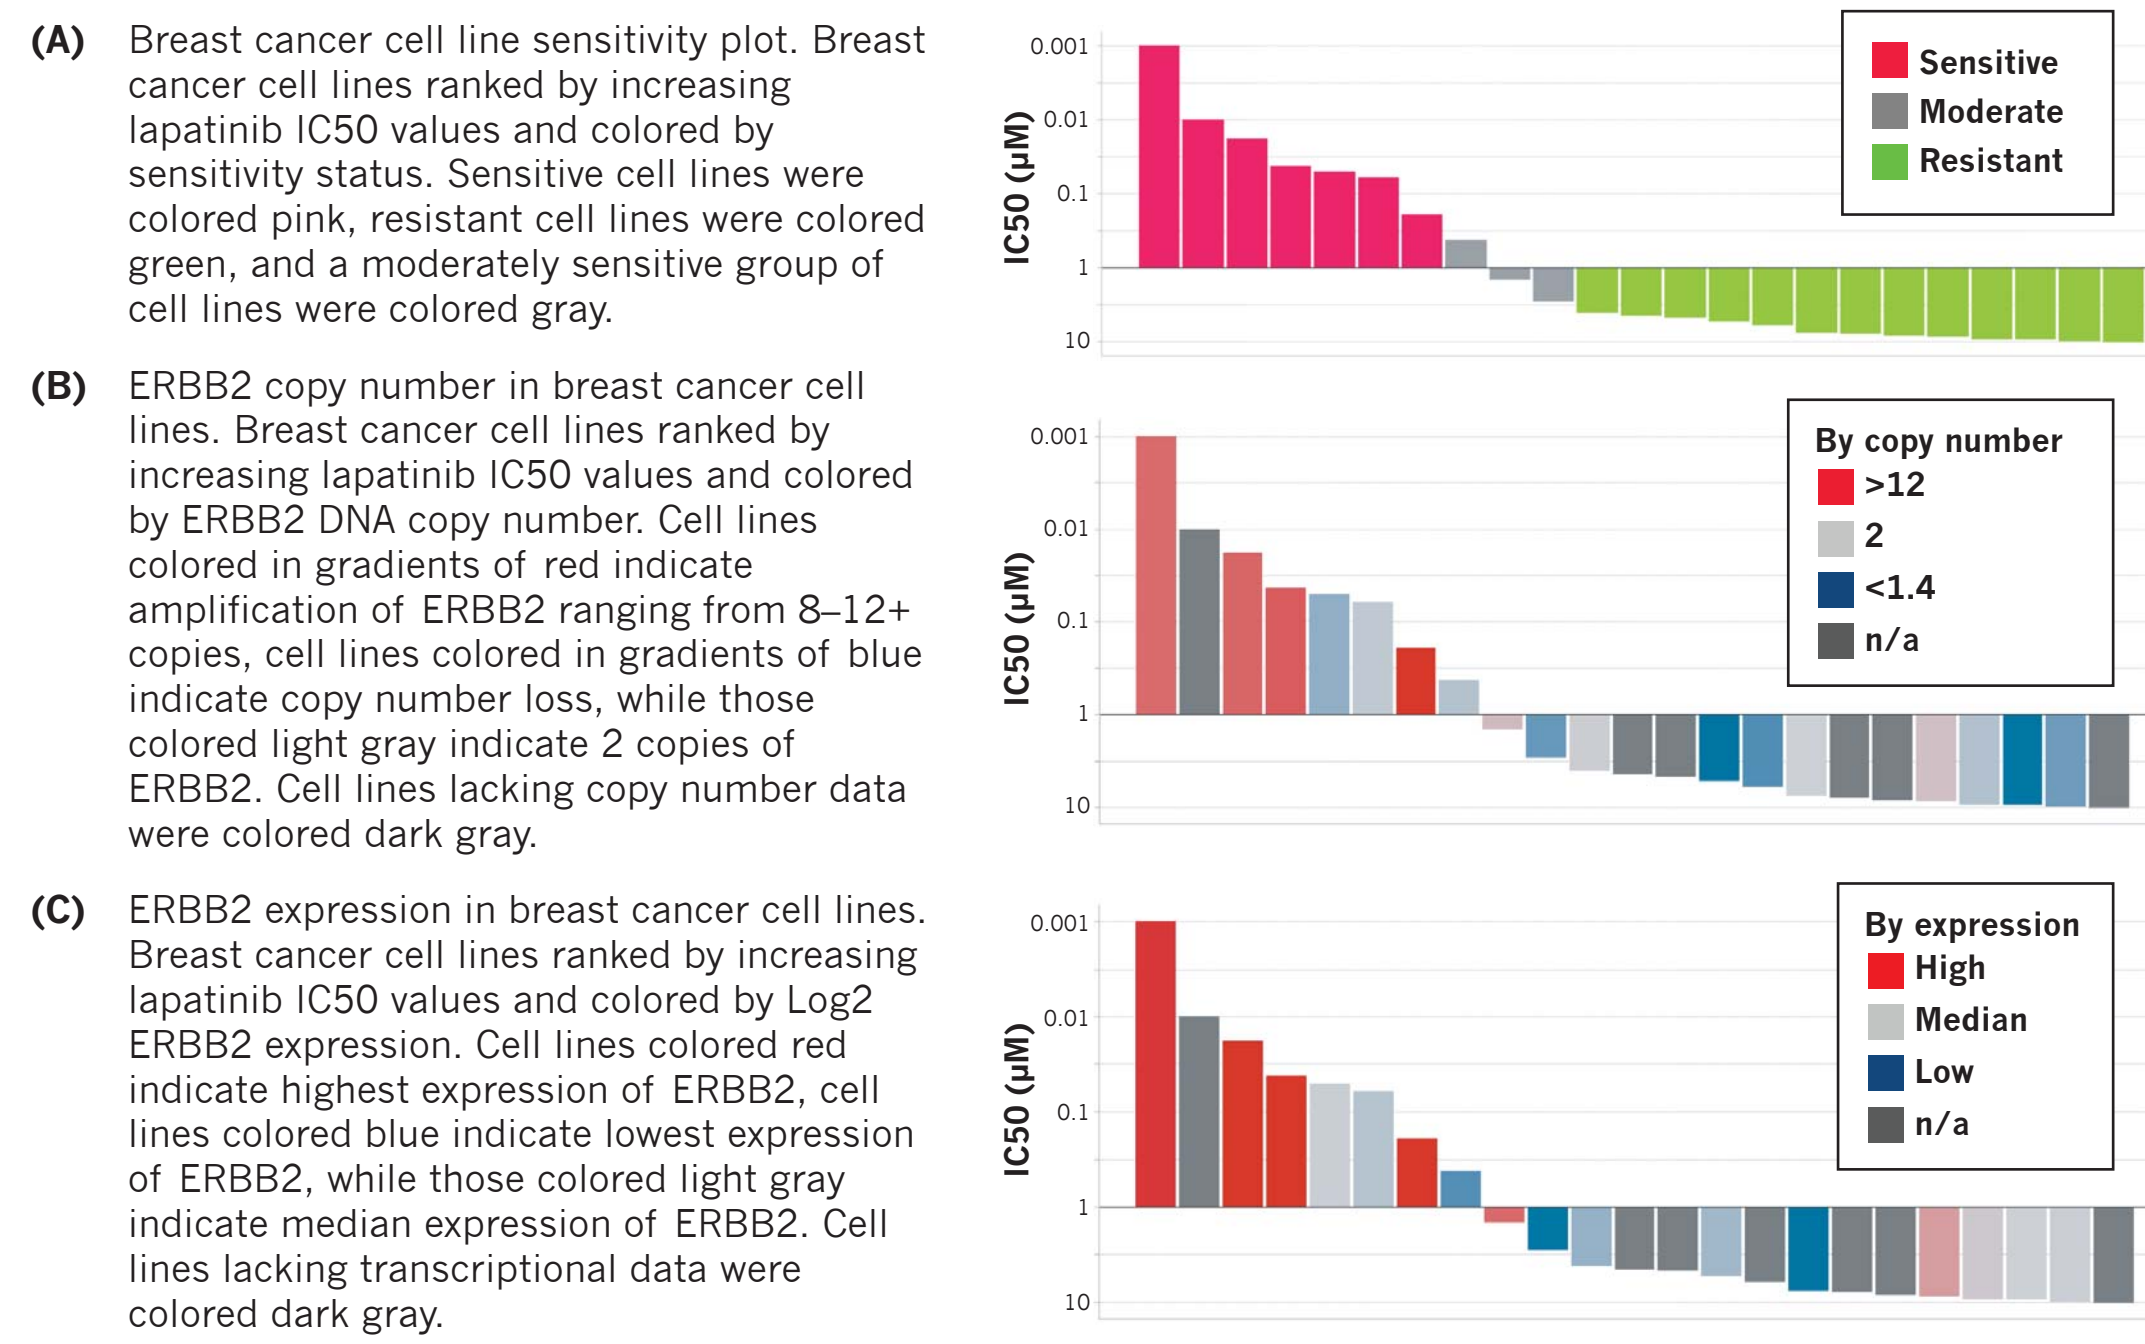 (A) Breast cancer cell line sensitivity plot. Breast
cancer cell lines ranked by increasing
lapatinib IC50 values and colored by
sensitivity status. Sensitive cell lines were
colored pink, resistant cell lines were colored
green, and a moderately sensitive group of
cell lines were colored gray.
IC50 (µM)
0.001
0.01
0.1
1
10
Sensitive
Moderate
Resistant
(B) ERBB2 copy number in breast cancer cell
lines. Breast cancer cell lines ranked by
increasing lapatinib IC50 values and colored
by ERBB2 DNA copy number. Cell lines
colored in gradients of red indicate
amplification of ERBB2 ranging from 8–12+
copies, cell lines colored in gradients of blue
indicate copy number loss, while those
colored light gray indicate 2 copies of
ERBB2. Cell lines lacking copy number data
were colored dark gray.
IC50 (µM)
0.001
0.01
0.1
1
10
By copy number
>12
2
<1.4
n/a
(C) ERBB2 expression in breast cancer cell lines.
Breast cancer cell lines ranked by increasing
lapatinib IC50 values and colored by Log2
ERBB2 expression. Cell lines colored red
indicate highest expression of ERBB2, cell
lines colored blue indicate lowest expression
of ERBB2, while those colored light gray
indicate median expression of ERBB2. Cell
lines lacking transcriptional data were
colored dark gray.
IC50 (µM)
0.001
0.01
0.1
1
10
By expression
High
Median
Low
n/a